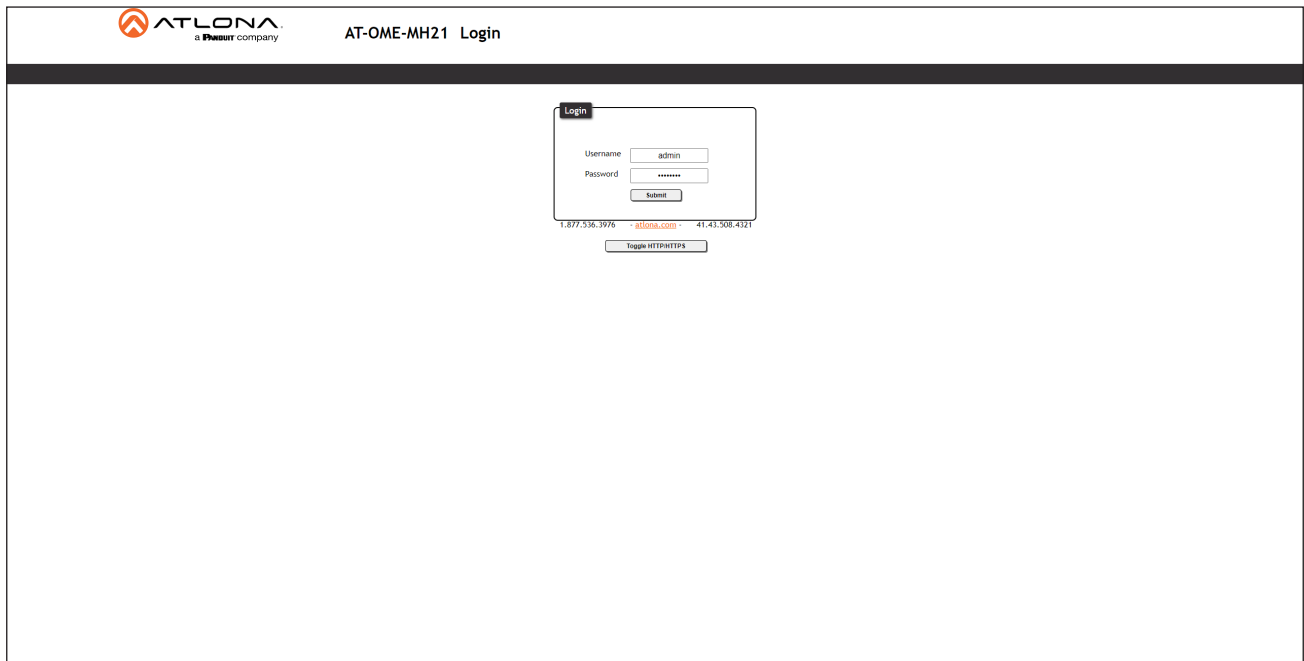 ATLONA.
a PANDUIT company
AT-OME-MH21 Login
Login
Username admin
Password ••••••••
Submit
1.877.536.3976 - atlona.com - 41.43.508.4321
Toggle HTTP/HTTPS